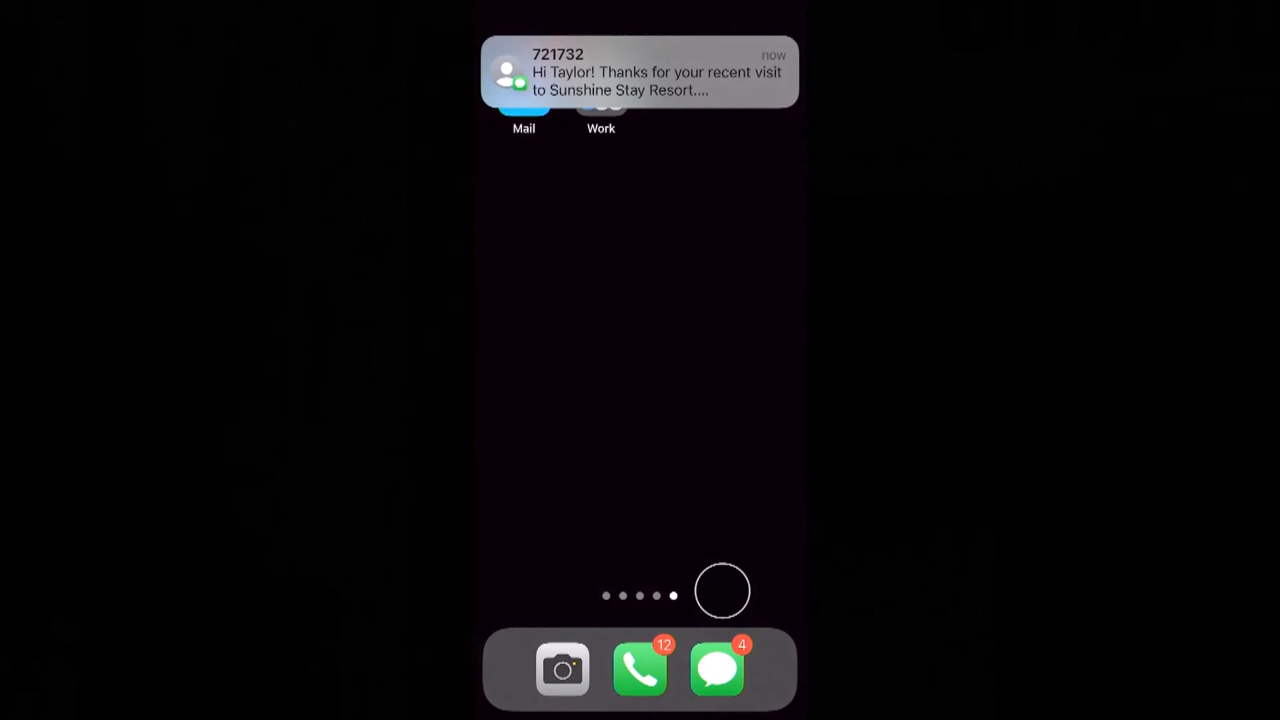 721732
now
Hi Taylor! Thanks for your recent visit
to Sunshine Stay Resort....
Mail
Work
12
4